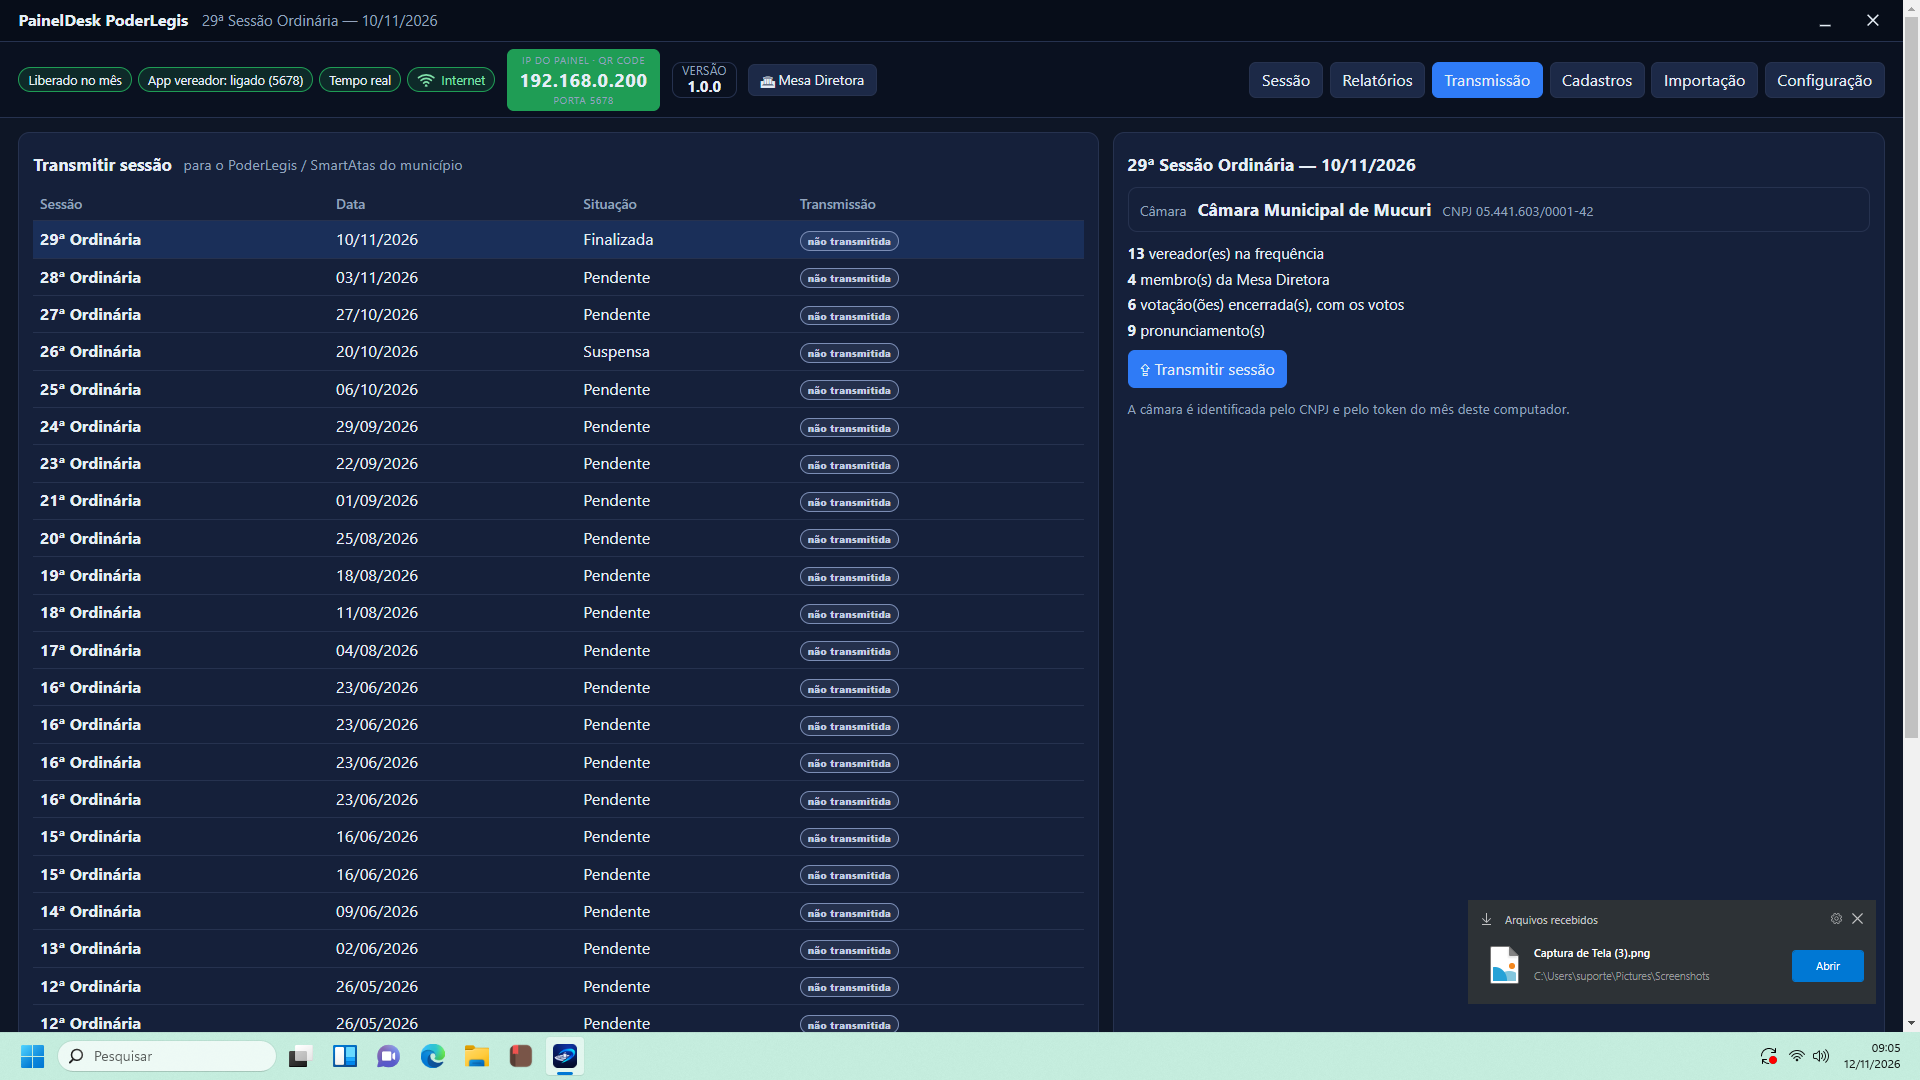 PainelDesk PoderLegis 29ª Sessão Ordinária — 10/11/2026
Liberado no mês App vereador: ligado (5678) Tempo real Internet
IP DO PAINEL · QR CODE
192.168.0.200
PORTA 5678
VERSÃO
1.0.0
Mesa Diretora
Sessão Relatórios Transmissão Cadastros Importação Configuração
Transmitir sessão para o PoderLegis / SmartAtas do município
Sessão Data Situação Transmissão
29ª Ordinária 10/11/2026 Finalizada não transmitida
28ª Ordinária 03/11/2026 Pendente não transmitida
27ª Ordinária 27/10/2026 Pendente não transmitida
26ª Ordinária 20/10/2026 Suspensa não transmitida
25ª Ordinária 06/10/2026 Pendente não transmitida
24ª Ordinária 29/09/2026 Pendente não transmitida
23ª Ordinária 22/09/2026 Pendente não transmitida
21ª Ordinária 01/09/2026 Pendente não transmitida
20ª Ordinária 25/08/2026 Pendente não transmitida
19ª Ordinária 18/08/2026 Pendente não transmitida
18ª Ordinária 11/08/2026 Pendente não transmitida
17ª Ordinária 04/08/2026 Pendente não transmitida
16ª Ordinária 23/06/2026 Pendente não transmitida
16ª Ordinária 23/06/2026 Pendente não transmitida
16ª Ordinária 23/06/2026 Pendente não transmitida
16ª Ordinária 23/06/2026 Pendente não transmitida
15ª Ordinária 16/06/2026 Pendente não transmitida
15ª Ordinária 16/06/2026 Pendente não transmitida
14ª Ordinária 09/06/2026 Pendente não transmitida
13ª Ordinária 02/06/2026 Pendente não transmitida
12ª Ordinária 26/05/2026 Pendente não transmitida
12ª Ordinária 26/05/2026 Pendente não transmitida
29ª Sessão Ordinária — 10/11/2026
Câmara Câmara Municipal de Mucuri CNPJ 05.441.603/0001-42
13 vereador(es) na frequência
4 membro(s) da Mesa Diretora
6 votação(ões) encerrada(s), com os votos
9 pronunciamento(s)
Transmitir sessão
A câmara é identificada pelo CNPJ e pelo token do mês deste computador.
Arquivos recebidos
Captura de Tela (3).png
C:\Users\suporte\Pictures\Screenshots
Abrir
Pesquisar
09:05
12/11/2026